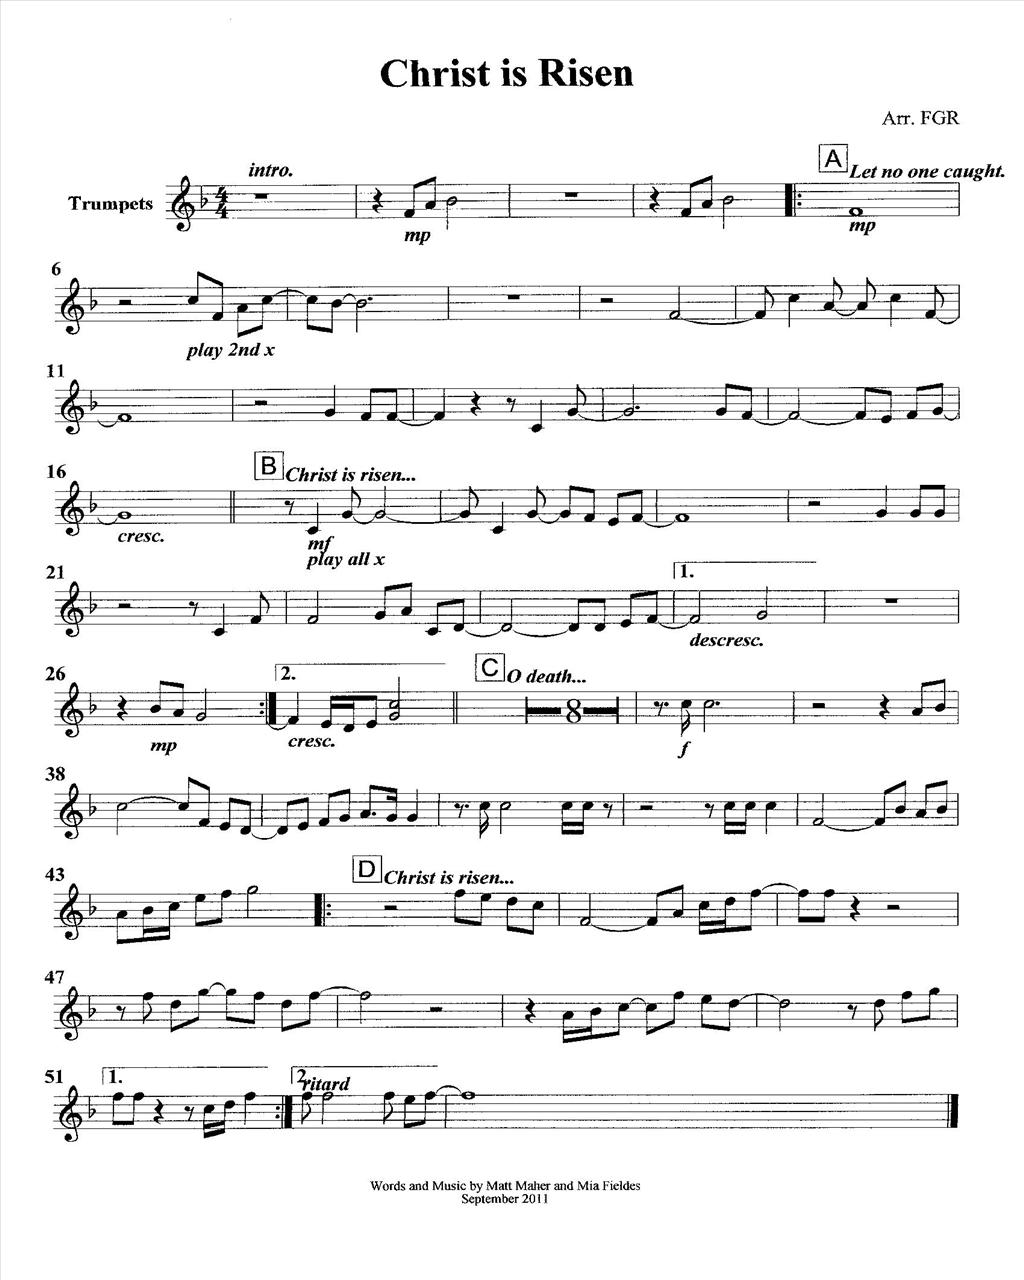 Christ is Risen
Arr. FGR
A
intro.
Let no one caught.
Trumpets
4
4
mp
mp
6
play 2nd x
11
16
B
Christ is risen...
cresc.
mf
play all x
21
1.
descresc.
26
2.
C
O death...
8
mp
cresc.
f
38
43
D
Christ is risen...
47
51
1.
2.
ritard
Words and Music by Matt Maher and Mia Fieldes
September 2011